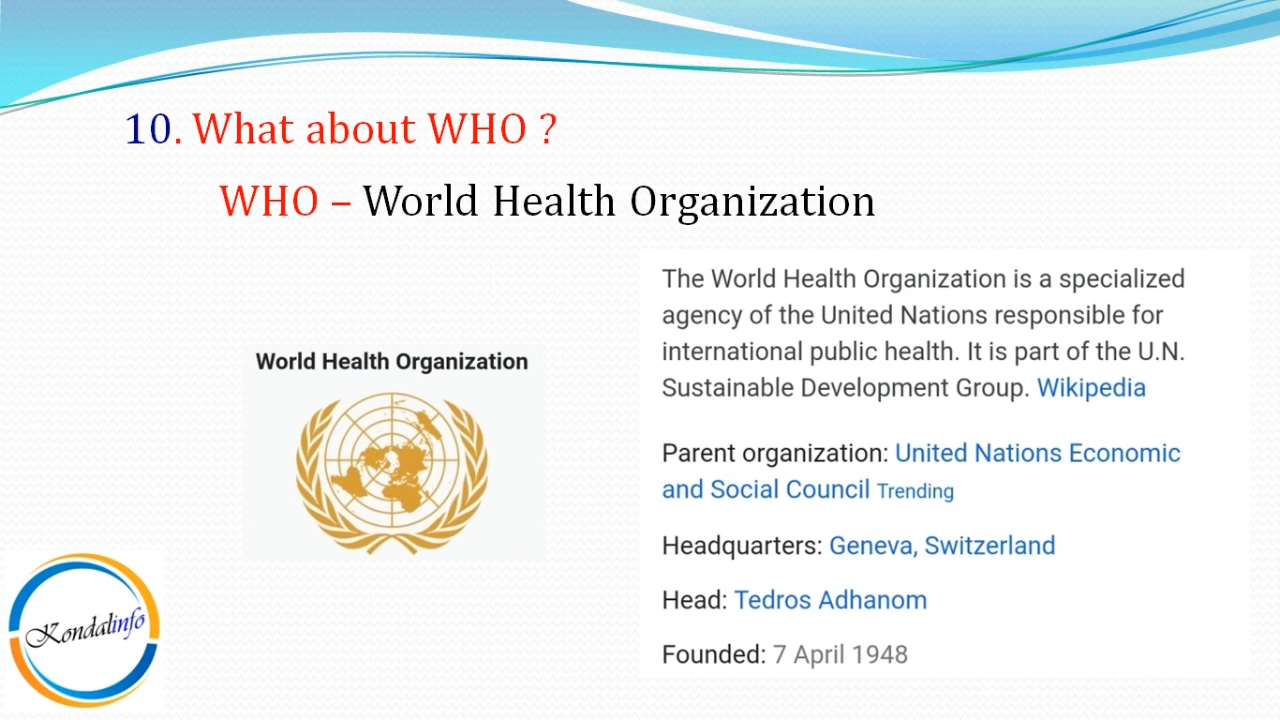 10. What about WHO ?
WHO – World Health Organization
World Health Organization
The World Health Organization is a specialized
agency of the United Nations responsible for
international public health. It is part of the U.N.
Sustainable Development Group. Wikipedia
Parent organization: United Nations Economic
and Social Council Trending
Headquarters: Geneva, Switzerland
Head: Tedros Adhanom
Founded: 7 April 1948
Kondalinfo